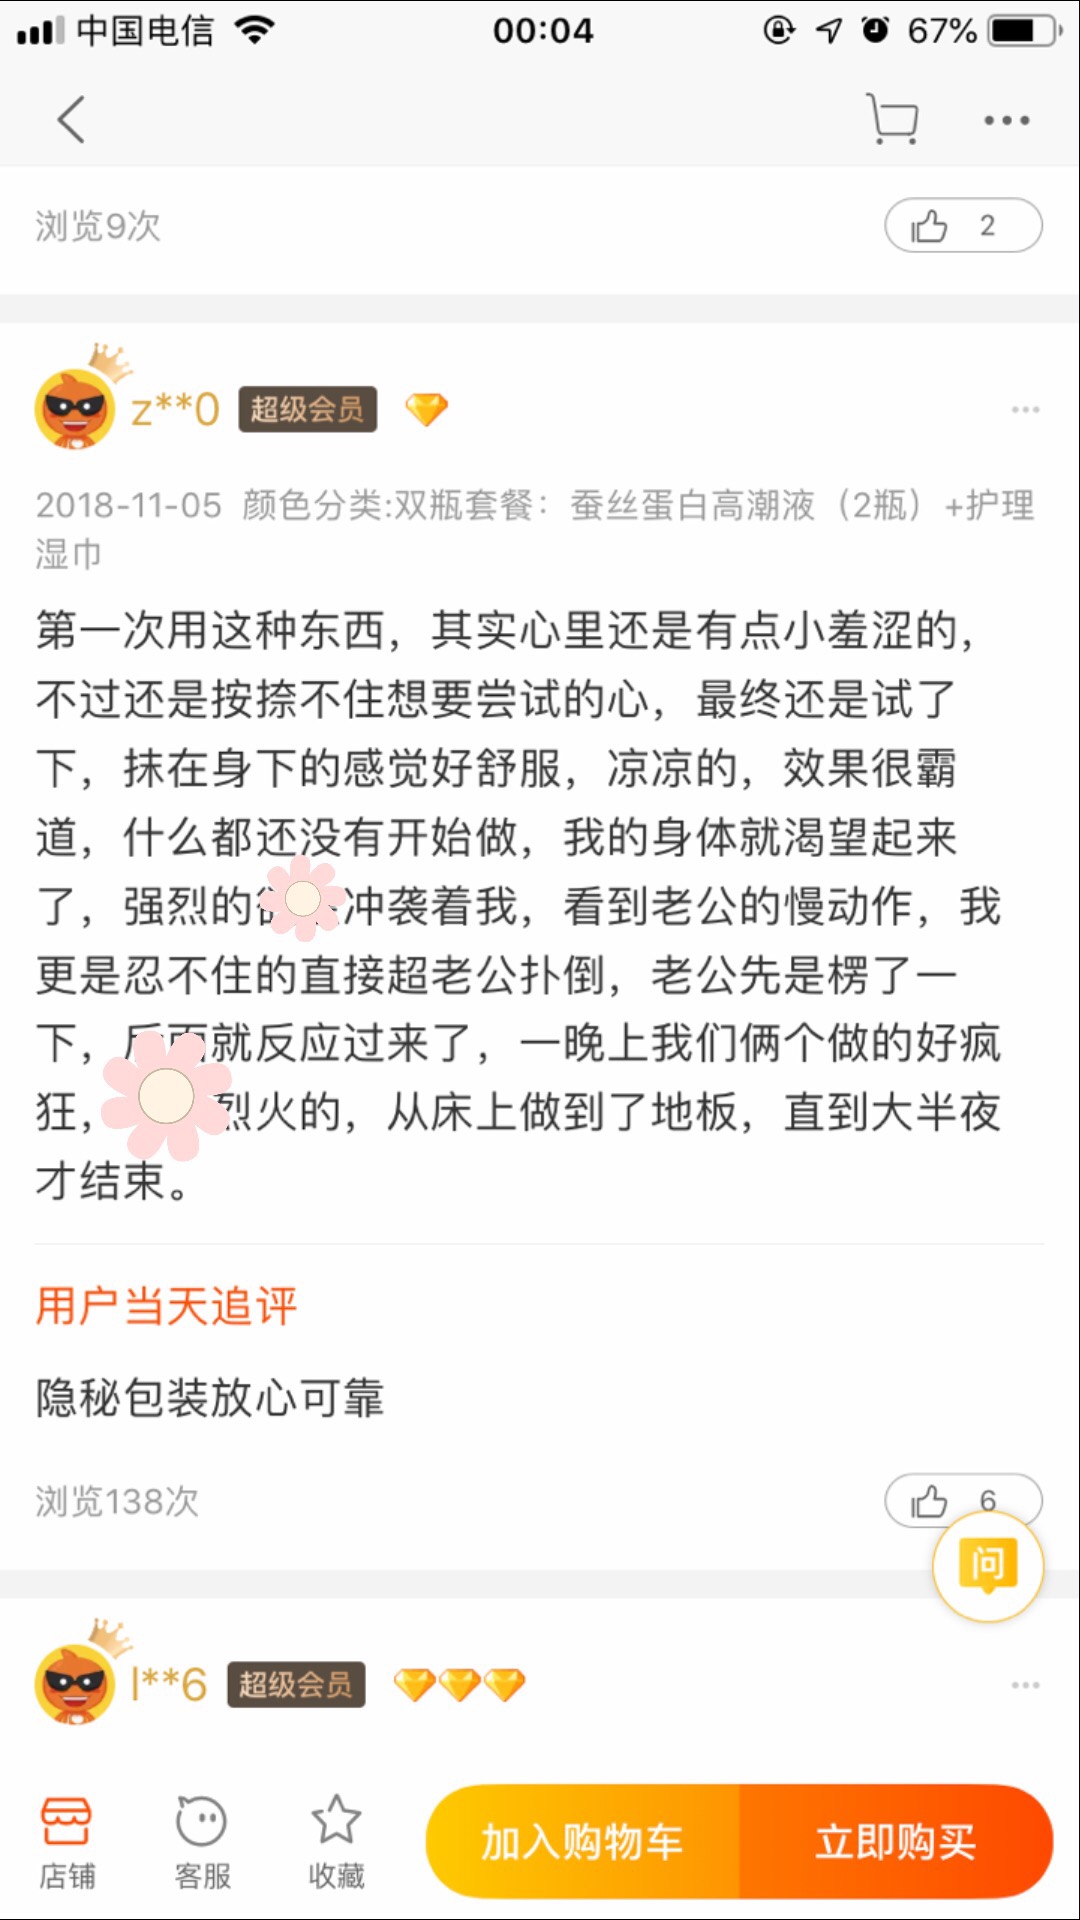 中国电信 00:04 67%
浏览9次 2
z**0 超级会员
2018-11-05 颜色分类:双瓶套餐：蚕丝蛋白高潮液（2瓶）+护理
湿巾
第一次用这种东西，其实心里还是有点小羞涩的，
不过还是按捺不住想要尝试的心，最终还是试了
下，抹在身下的感觉好舒服，凉凉的，效果很霸
道，什么都还没有开始做，我的身体就渴望起来
了，强烈的冲袭着我，看到老公的慢动作，我
更是忍不住的直接超老公扑倒，老公先是楞了一
下，后面就反应过来了，一晚上我们俩个做的好疯
狂，烈火的，从床上做到了地板，直到大半夜
才结束。
用户当天追评
隐秘包装放心可靠
浏览138次 6
问
l**6 超级会员
店铺 客服 收藏 加入购物车 立即购买